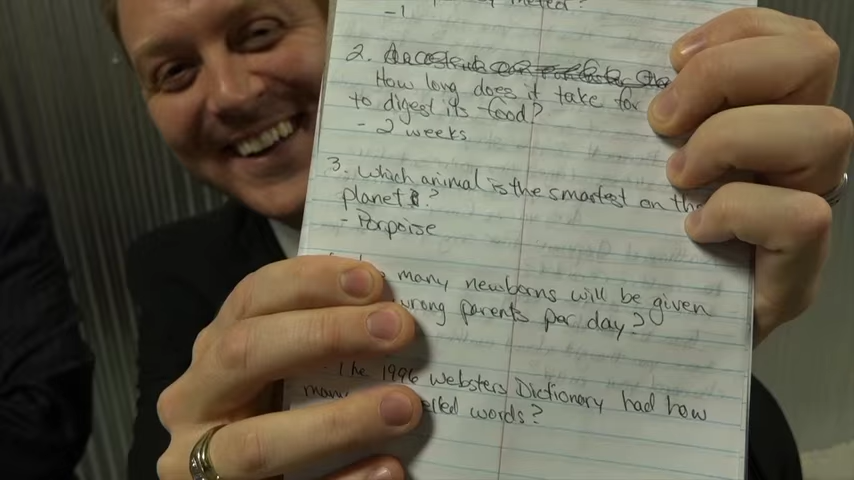 -1
2.
How long does it take for
to digest its food?
- 2 weeks
3. Which animal is the smartest on the
planet?
- Porpoise
many newborns will be given
wrong parents per day?
The 1996 Websters Dictionary had how
many words?